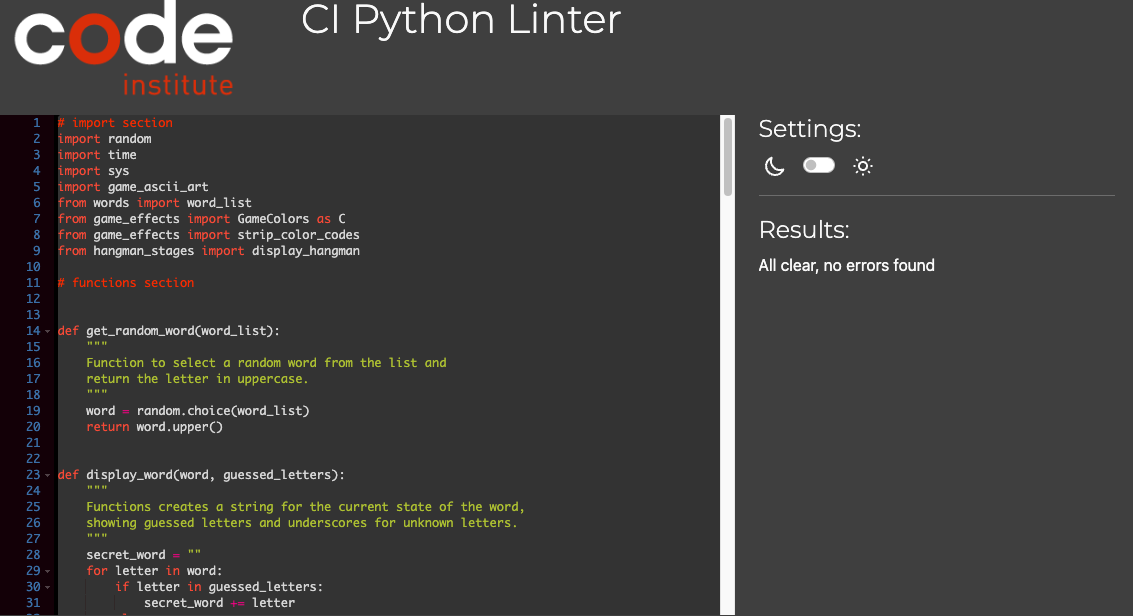 code
institute
CI Python Linter
1 # import section
2 import random
3 import time
4 import sys
5 import game_ascii_art
6 from words import word_list
7 from game_effects import GameColors as C
8 from game_effects import strip_color_codes
9 from hangman_stages import display_hangman
10
11 # functions section
12
13
14 def get_random_word(word_list):
15     """
16     Function to select a random word from the list and
17     return the letter in uppercase.
18     """
19     word = random.choice(word_list)
20     return word.upper()
21
22
23 def display_word(word, guessed_letters):
24     """
25     Functions creates a string for the current state of the word,
26     showing guessed letters and underscores for unknown letters.
27     """
28     secret_word = ""
29     for letter in word:
30         if letter in guessed_letters:
31             secret_word += letter
Settings:
Results:
All clear, no errors found